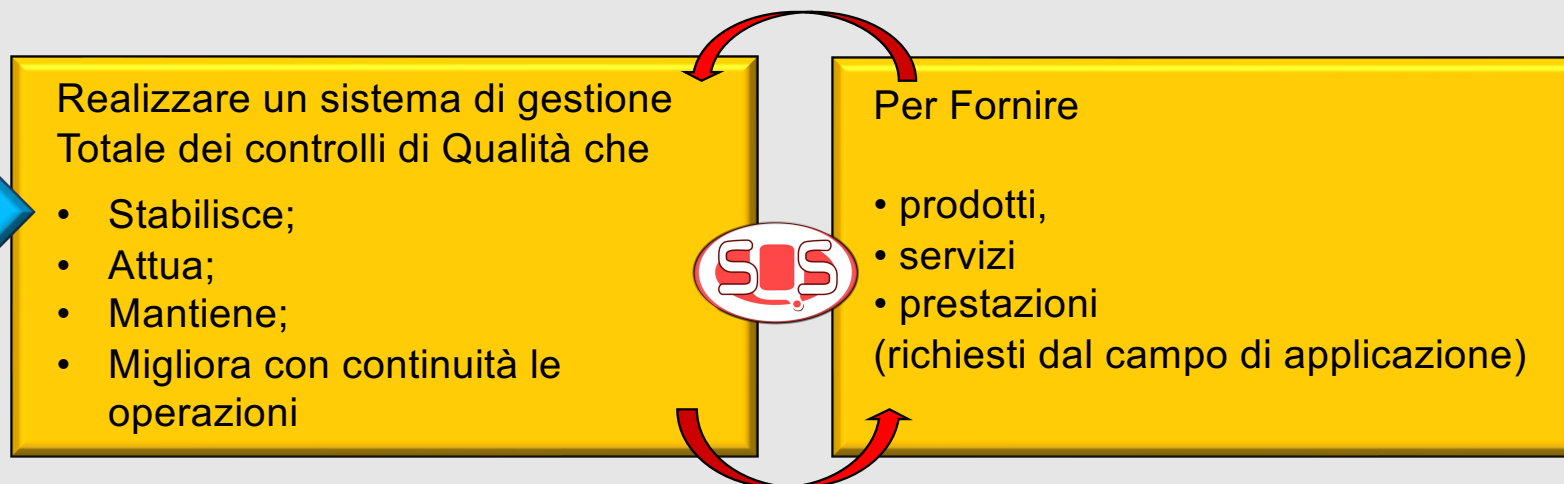 Realizzare un sistema di gestione
Totale dei controlli di Qualità che
• Stabilisce;
• Attua;
• Mantiene;
• Migliora con continuità le
operazioni
SQS
Per Fornire
• prodotti,
• servizi
• prestazioni
(richiesti dal campo di applicazione)